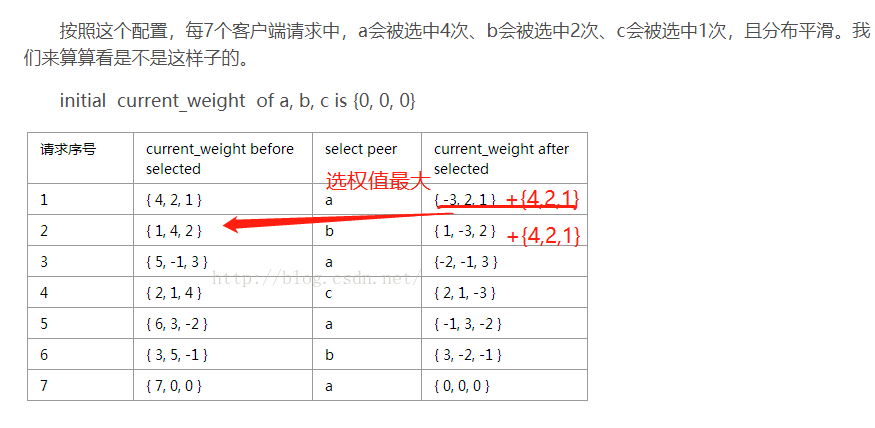 按照这个配置，每7个客户端请求中，a会被选中4次、b会被选中2次、c会被选中1次，且分布平滑。我
们来算算看是不是这样子的。
initial current_weight of a, b, c is {0, 0, 0}
请求序号 current_weight before selected select peer current_weight after selected
选权值最大
1 { 4, 2, 1 } a { -3, 2, 1 } +{4,2,1}
2 { 1, 4, 2 } b { 1, -3, 2 } +{4,2,1}
3 { 5, -1, 3 } a {-2, -1, 3 }
http://blog.csdn.net/
4 { 2, 1, 4 } c { 2, 1, -3 }
5 { 6, 3, -2 } a { -1, 3, -2 }
6 { 3, 5, -1 } b { 3, -2, -1 }
7 { 7, 0, 0 } a { 0, 0, 0 }